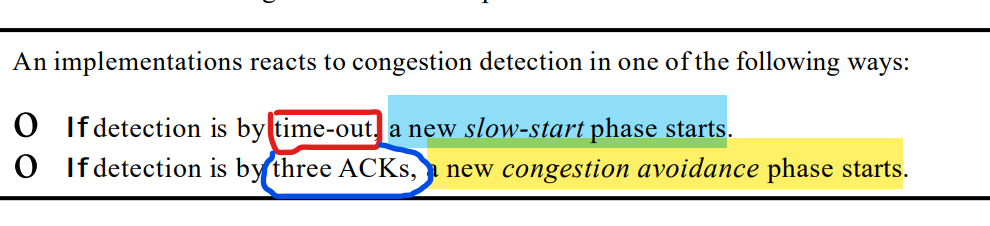 An implementations reacts to congestion detection in one of the following ways:
O If detection is by time-out, a new slow-start phase starts.
O If detection is by three ACKs, a new congestion avoidance phase starts.